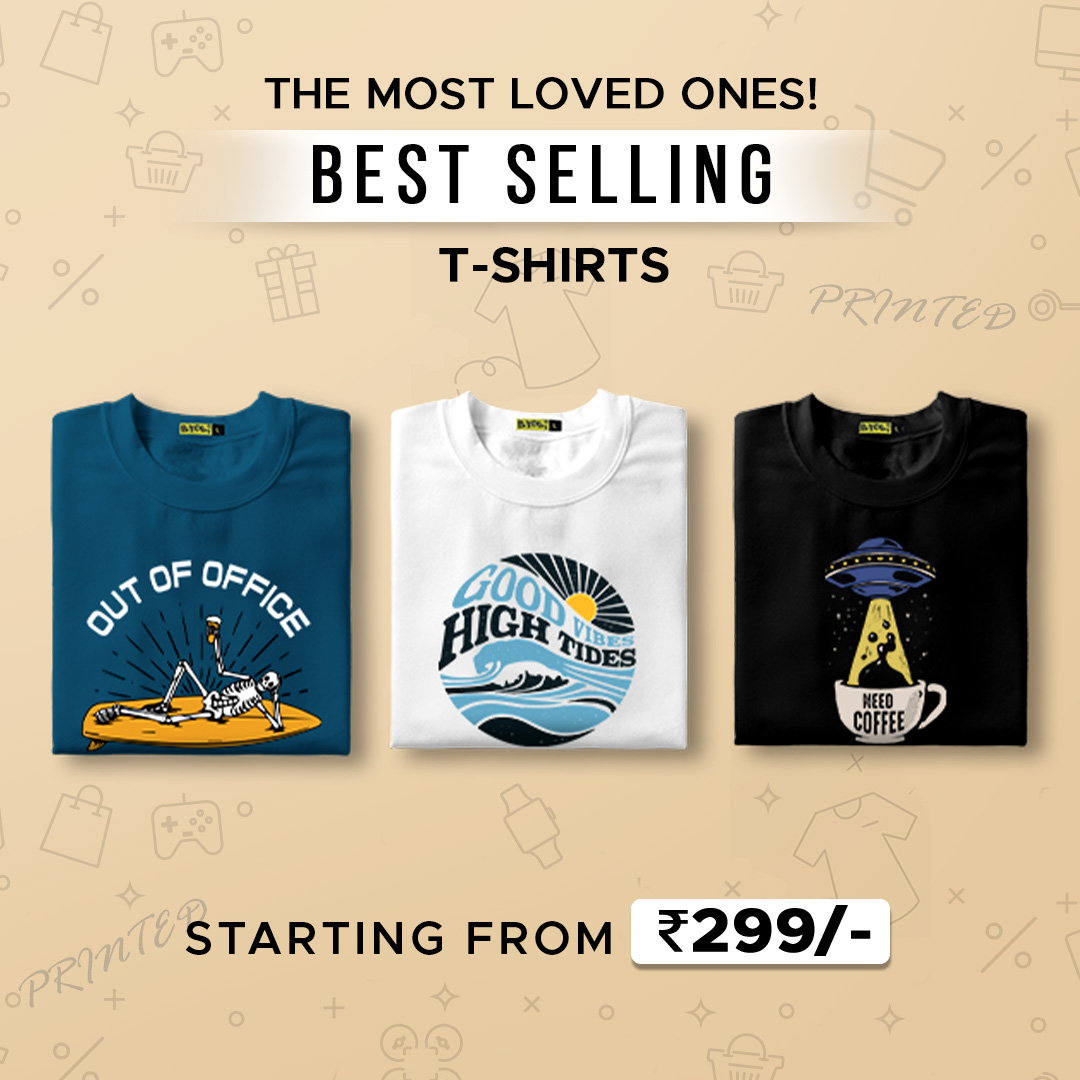 THE MOST LOVED ONES!
BEST SELLING
T-SHIRTS
PRINTED
OUT OF OFFICE
GOOD
VIBES
HIGH TIDES
NEED
COFFEE
PRINTED
STARTING FROM ₹299/-